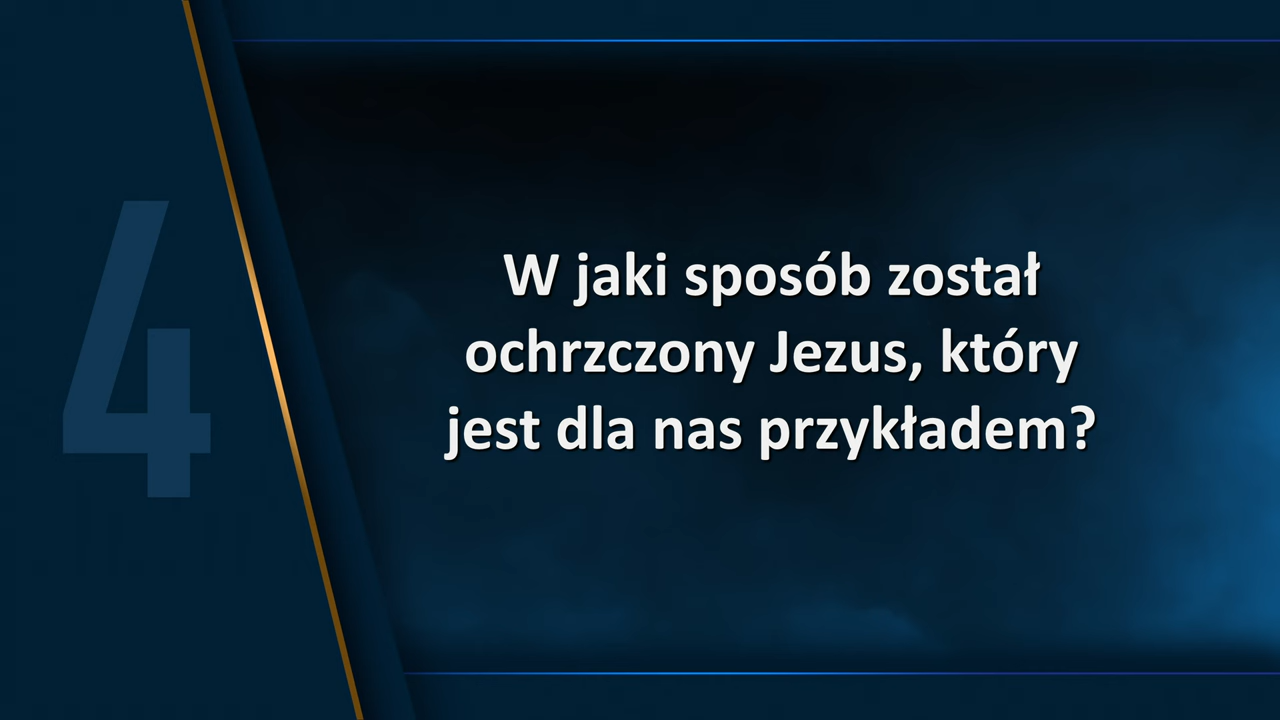 4
W jaki sposób został
ochrzczony Jezus, który
jest dla nas przykładem?